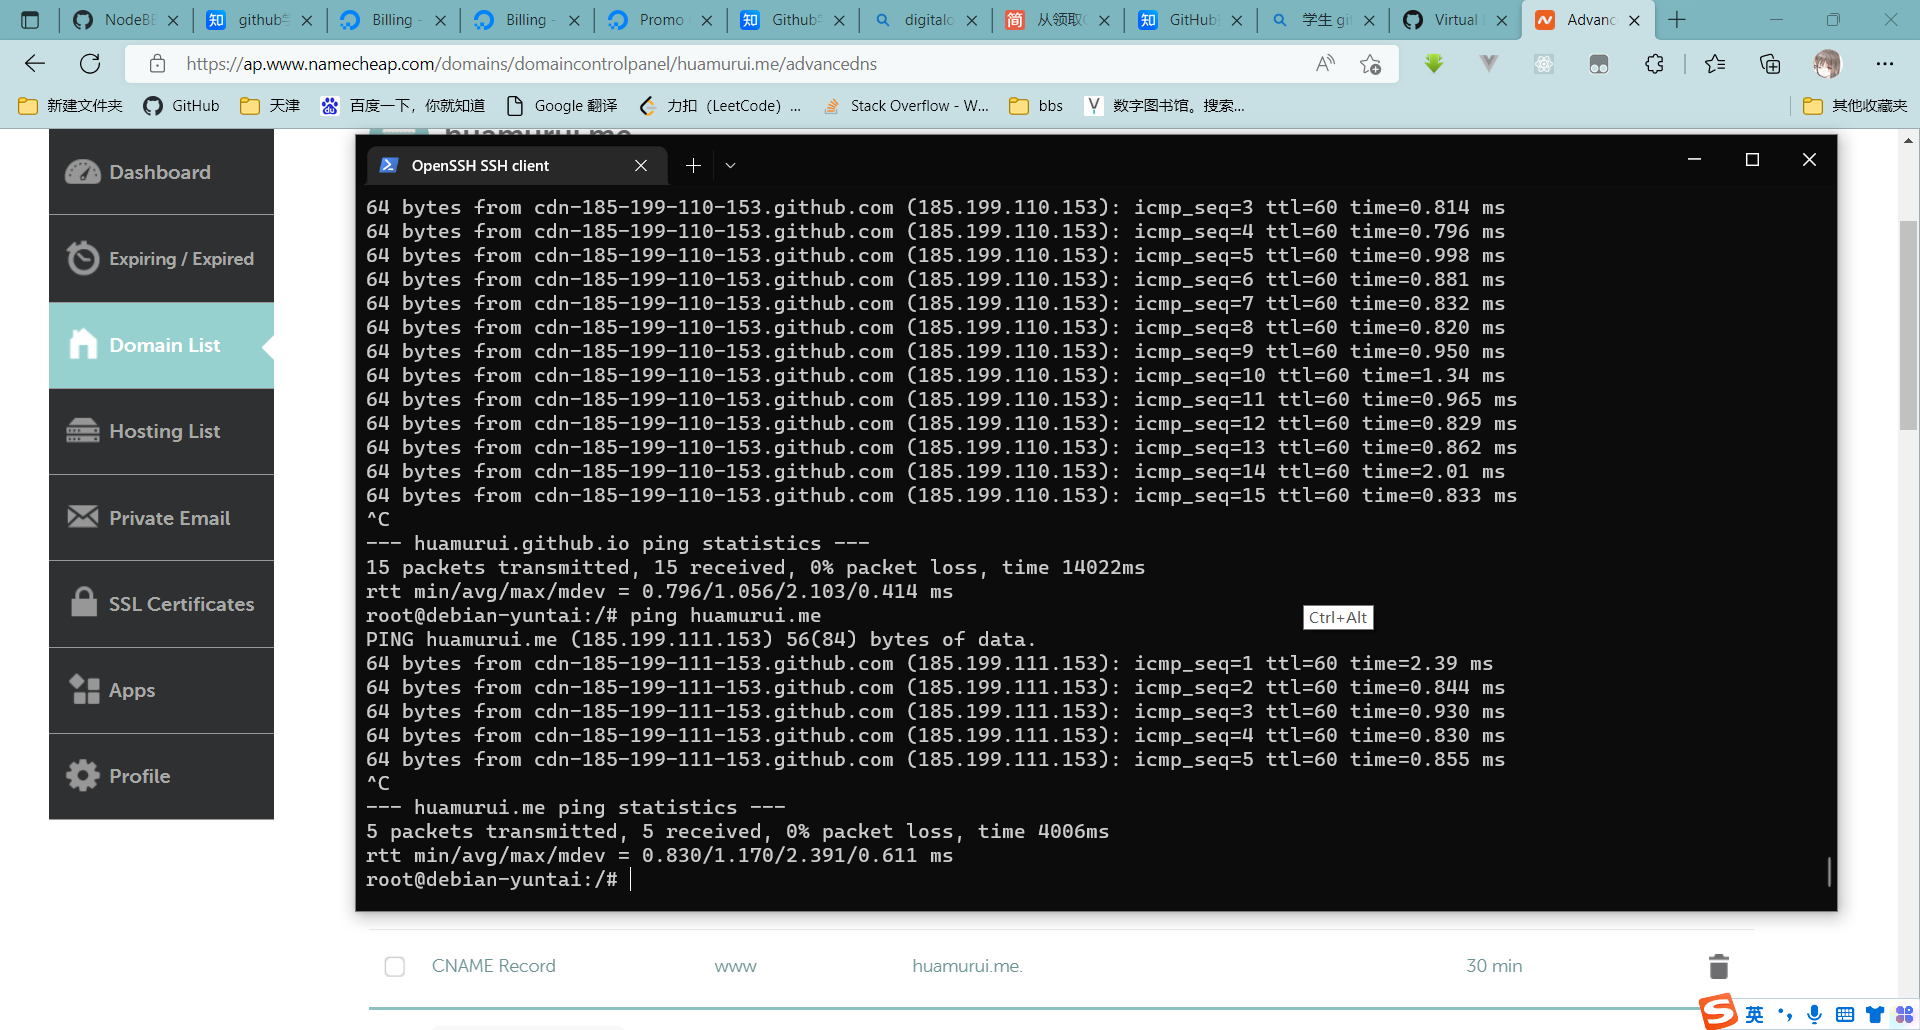 NodeBE
github学
Billing -
Billing -
Promo
Github学
digitalo
从领取G
GitHub
学生 git
Virtual
Advanc
https://ap.www.namecheap.com/domains/domaincontrolpanel/huamurui.me/advancedns
新建文件夹
GitHub
天津
百度一下，你就知道
Google 翻译
力扣（LeetCode）...
Stack Overflow - W...
bbs
数字图书馆。搜索...
其他收藏夹
huamurui.me
Dashboard
Expiring / Expired
Domain List
Hosting List
Private Email
SSL Certificates
Apps
Profile
OpenSSH SSH client
64 bytes from cdn-185-199-110-153.github.com (185.199.110.153): icmp_seq=3 ttl=60 time=0.814 ms
64 bytes from cdn-185-199-110-153.github.com (185.199.110.153): icmp_seq=4 ttl=60 time=0.796 ms
64 bytes from cdn-185-199-110-153.github.com (185.199.110.153): icmp_seq=5 ttl=60 time=0.998 ms
64 bytes from cdn-185-199-110-153.github.com (185.199.110.153): icmp_seq=6 ttl=60 time=0.881 ms
64 bytes from cdn-185-199-110-153.github.com (185.199.110.153): icmp_seq=7 ttl=60 time=0.832 ms
64 bytes from cdn-185-199-110-153.github.com (185.199.110.153): icmp_seq=8 ttl=60 time=0.820 ms
64 bytes from cdn-185-199-110-153.github.com (185.199.110.153): icmp_seq=9 ttl=60 time=0.950 ms
64 bytes from cdn-185-199-110-153.github.com (185.199.110.153): icmp_seq=10 ttl=60 time=1.34 ms
64 bytes from cdn-185-199-110-153.github.com (185.199.110.153): icmp_seq=11 ttl=60 time=0.965 ms
64 bytes from cdn-185-199-110-153.github.com (185.199.110.153): icmp_seq=12 ttl=60 time=0.829 ms
64 bytes from cdn-185-199-110-153.github.com (185.199.110.153): icmp_seq=13 ttl=60 time=0.862 ms
64 bytes from cdn-185-199-110-153.github.com (185.199.110.153): icmp_seq=14 ttl=60 time=2.01 ms
64 bytes from cdn-185-199-110-153.github.com (185.199.110.153): icmp_seq=15 ttl=60 time=0.833 ms
^C
--- huamurui.github.io ping statistics ---
15 packets transmitted, 15 received, 0% packet loss, time 14022ms
rtt min/avg/max/mdev = 0.796/1.056/2.103/0.414 ms
root@debian-yuntai:/# ping huamurui.me
Ctrl+Alt
PING huamurui.me (185.199.111.153) 56(84) bytes of data.
64 bytes from cdn-185-199-111-153.github.com (185.199.111.153): icmp_seq=1 ttl=60 time=2.39 ms
64 bytes from cdn-185-199-111-153.github.com (185.199.111.153): icmp_seq=2 ttl=60 time=0.844 ms
64 bytes from cdn-185-199-111-153.github.com (185.199.111.153): icmp_seq=3 ttl=60 time=0.930 ms
64 bytes from cdn-185-199-111-153.github.com (185.199.111.153): icmp_seq=4 ttl=60 time=0.830 ms
64 bytes from cdn-185-199-111-153.github.com (185.199.111.153): icmp_seq=5 ttl=60 time=0.855 ms
^C
--- huamurui.me ping statistics ---
5 packets transmitted, 5 received, 0% packet loss, time 4006ms
rtt min/avg/max/mdev = 0.830/1.170/2.391/0.611 ms
root@debian-yuntai:/#
CNAME Record
www
huamurui.me.
30 min
英